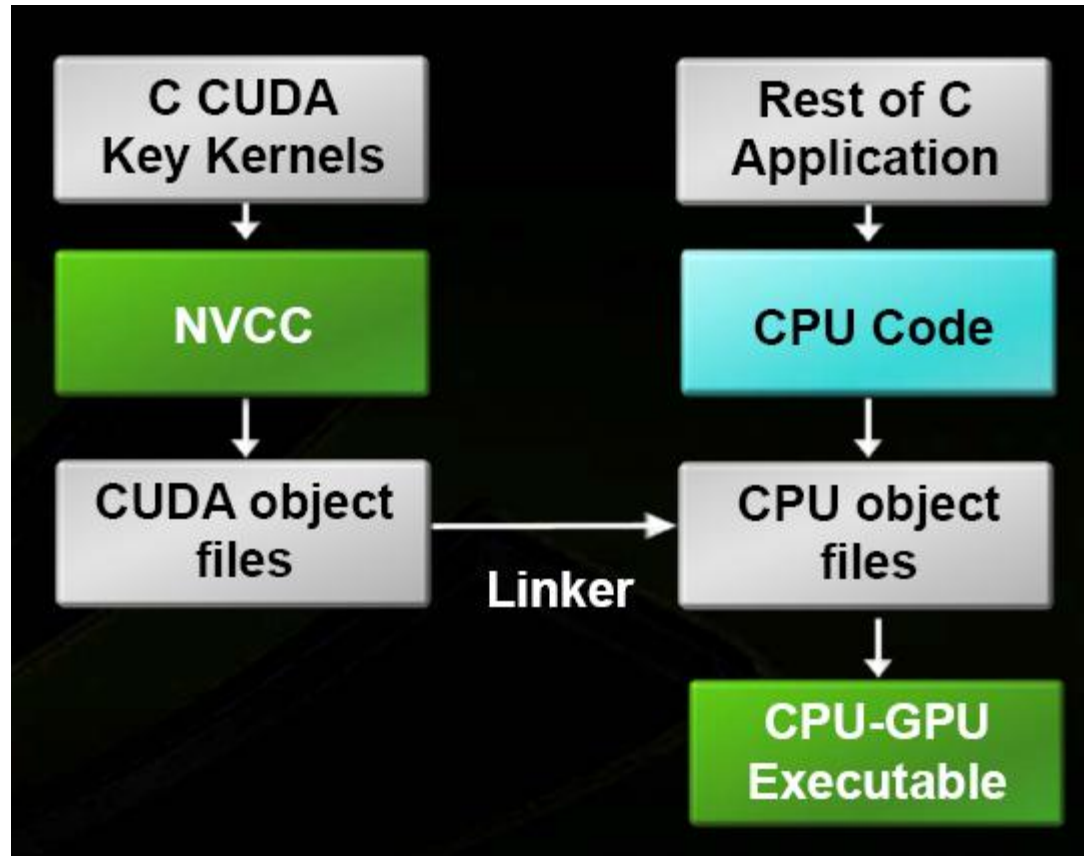 C CUDA
Key Kernels
Rest of C
Application
NVCC
CPU Code
CUDA object
files
Linker
CPU object
files
CPU-GPU
Executable